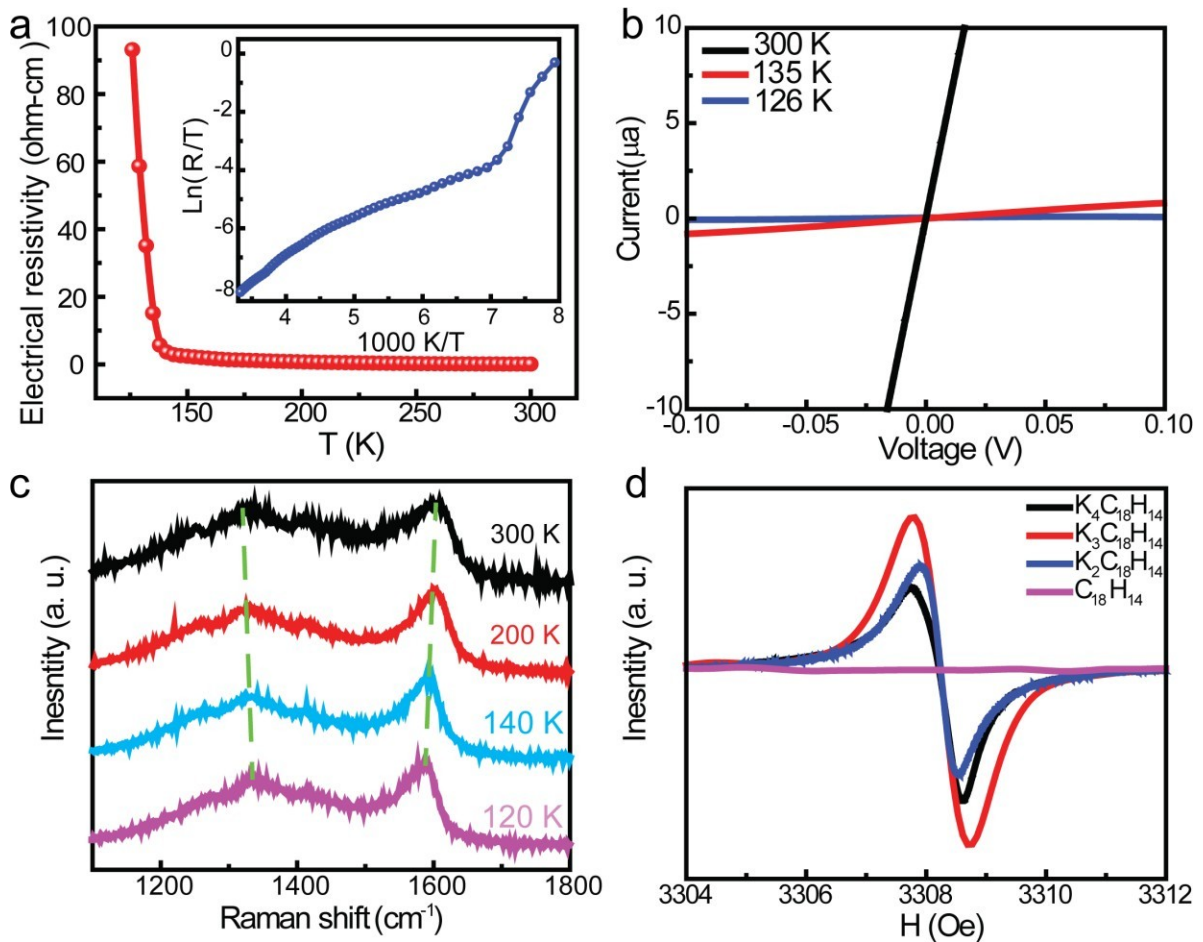 a
Electrical resistivity (ohm-cm)
100
80
60
40
20
0
150
200
250
300
T (K)
Ln(R/T)
0
-2
-4
-6
-8
4
5
6
7
8
1000 K/T
b
300 K
135 K
126 K
Current(μa)
10
5
0
-5
-10
-0.10
-0.05
0.00
0.05
0.10
Voltage (V)
c
Inesntity (a. u.)
300 K
200 K
140 K
120 K
1200
1400
1600
1800
Raman shift (cm⁻¹)
d
Inesntity (a. u.)
K₄C₁₈H₁₄
K₃C₁₈H₁₄
K₂C₁₈H₁₄
C₁₈H₁₄
3304
3306
3308
3310
3312
H (Oe)